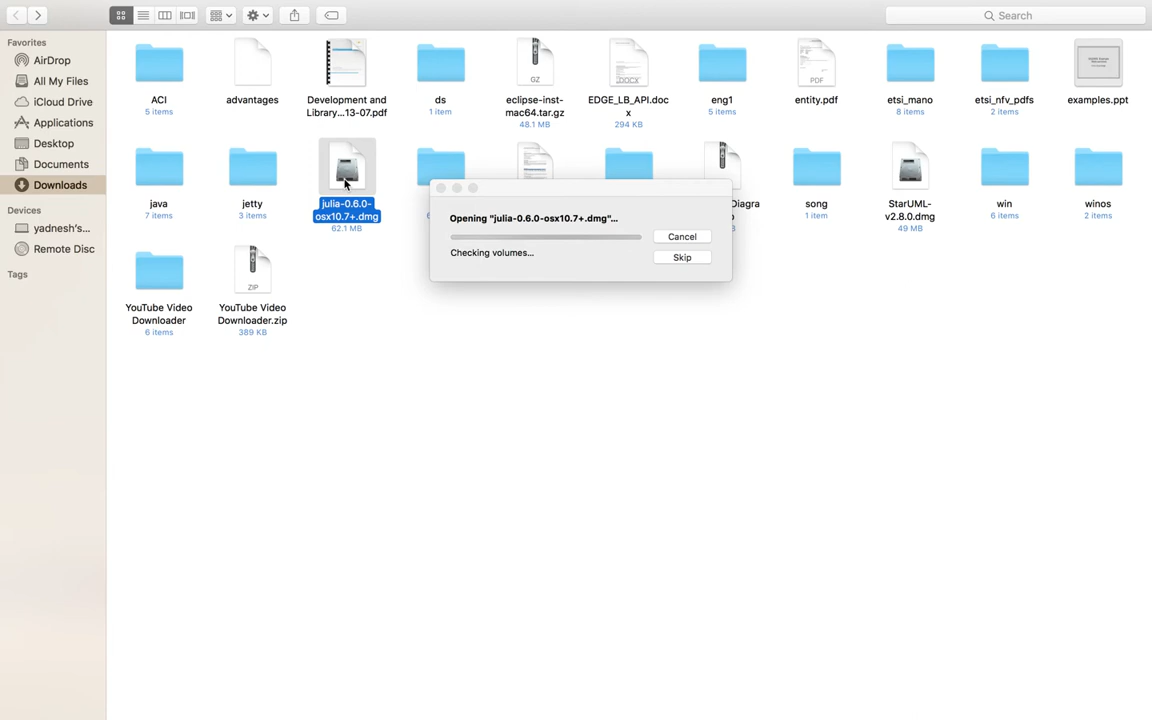 Search
Favorites
AirDrop
All My Files
iCloud Drive
Applications
Desktop
Documents
Downloads
Devices
yadnesh's...
Remote Disc
Tags
ACI
5 items
advantages
Development and
Library...13-07.pdf
ds
1 item
GZ
eclipse-inst-
mac64.tar.gz
48.1 MB
.DOCX
EDGE_LB_API.doc
x
294 KB
eng1
5 items
PDF
entity.pdf
etsi_mano
8 items
etsi_nfv_pdfs
2 items
examples.ppt
java
7 items
jetty
3 items
julia-0.6.0-
osx10.7+.dmg
62.1 MB
Opening "julia-0.6.0-osx10.7+.dmg"...
Cancel
Checking volumes...
Skip
song
1 item
StarUML-
v2.8.0.dmg
49 MB
win
6 items
winos
2 items
YouTube Video
Downloader
6 items
ZIP
YouTube Video
Downloader.zip
389 KB